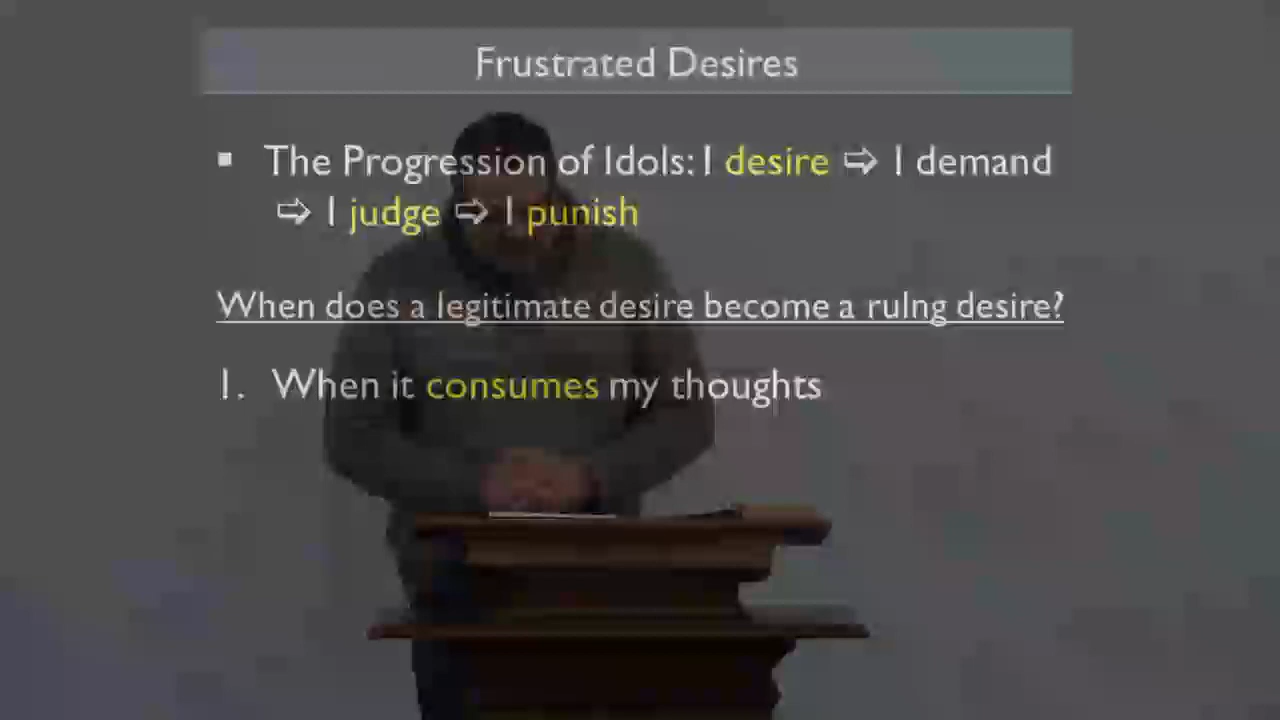 Frustrated Desires
▪ The Progression of Idols: I desire ⇨ I demand
⇨ I judge ⇨ I punish
When does a legitimate desire become a rulng desire?
1. When it consumes my thoughts